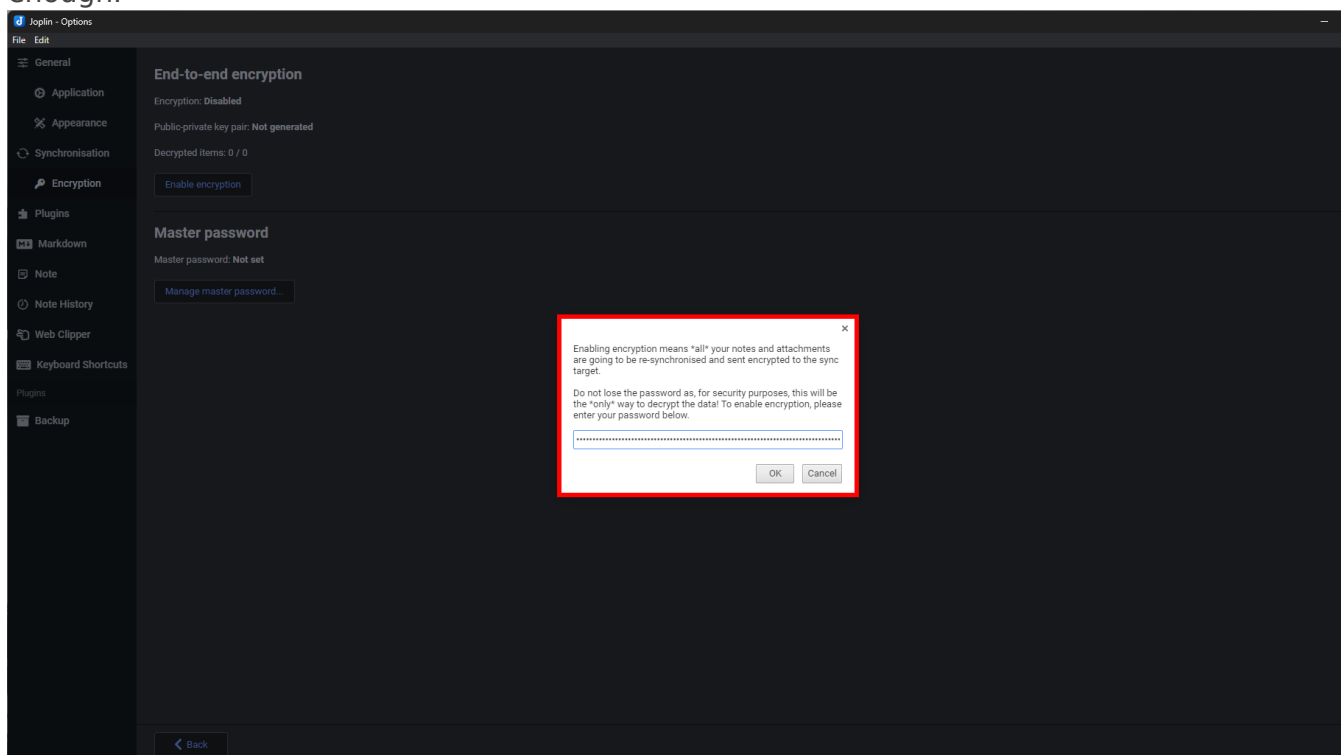 enough.
Joplin - Options
File Edit
General
Application
Appearance
Synchronisation
Encryption
Plugins
Markdown
Note
Note History
Web Clipper
Keyboard Shortcuts
Plugins
Backup
End-to-end encryption
Encryption: Disabled
Public-private key pair: Not generated
Decrypted items: 0 / 0
Enable encryption
Master password
Master password: Not set
Manage master password...
Enabling encryption means *all* your notes and attachments
are going to be re-synchronised and sent encrypted to the sync
target.
Do not lose the password as, for security purposes, this will be
the *only* way to decrypt the data! To enable encryption, please
enter your password below.
OK Cancel
Back